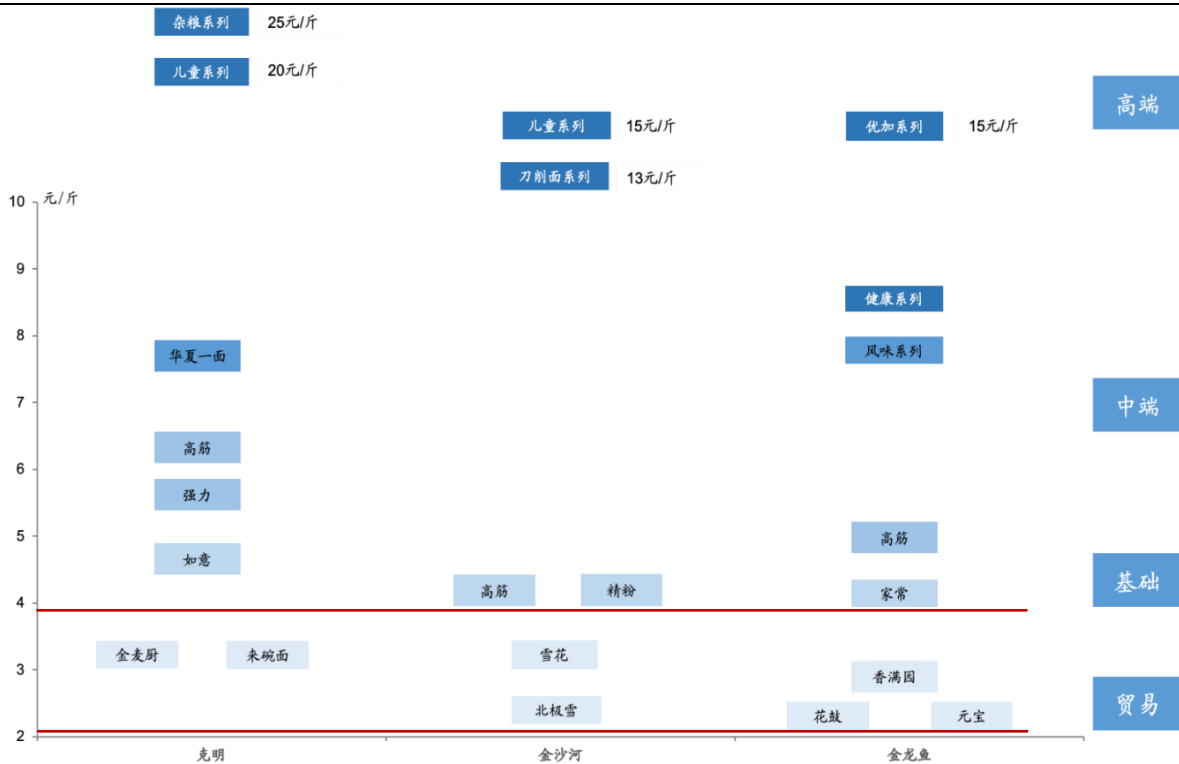 杂粮系列 25元/斤
儿童系列 20元/斤
高端
儿童系列 15元/斤 优加系列 15元/斤
刀削面系列 13元/斤
10 元/斤
9
健康系列
8
华夏一面 风味系列
7
中端
高筋
6
强力
5
高筋
如意
基础
高筋 精粉 家常
4
金麦厨 来碗面 雪花
3
香满园
贸易
北极雪 花鼓 元宝
2
克明 金沙河 金龙鱼